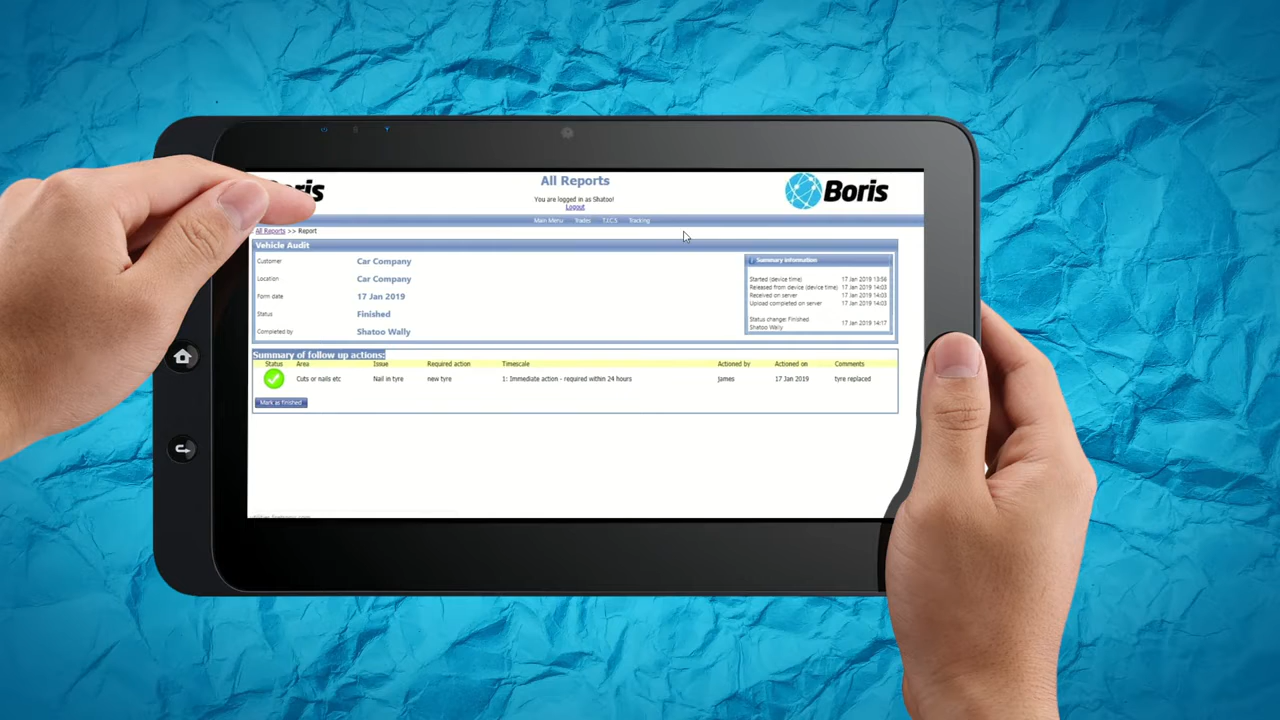 All Reports
Boris
You are logged in as Shatoo!
Logout
Main Menu Trades T.I.C.S Tracking
All Reports >> Report
Vehicle Audit
Customer Car Company
Location Car Company
Form date 17 Jan 2019
Status Finished
Completed by Shatoo Wally
Summary information
Started (device time) 17 Jan 2019 13:56
Released from device (device time) 17 Jan 2019 14:03
Received on server 17 Jan 2019 14:03
Upload completed on server 17 Jan 2019 14:03
Status change: Finished
Shatoo Wally 17 Jan 2019 14:17
Summary of follow up actions:
Status Area Issue Required action Timescale Actioned by Actioned on Comments
Cuts or nails etc Nail in tyre new tyre 1: Immediate action - required within 24 hours james 17 Jan 2019 tyre replaced
Mark as finished